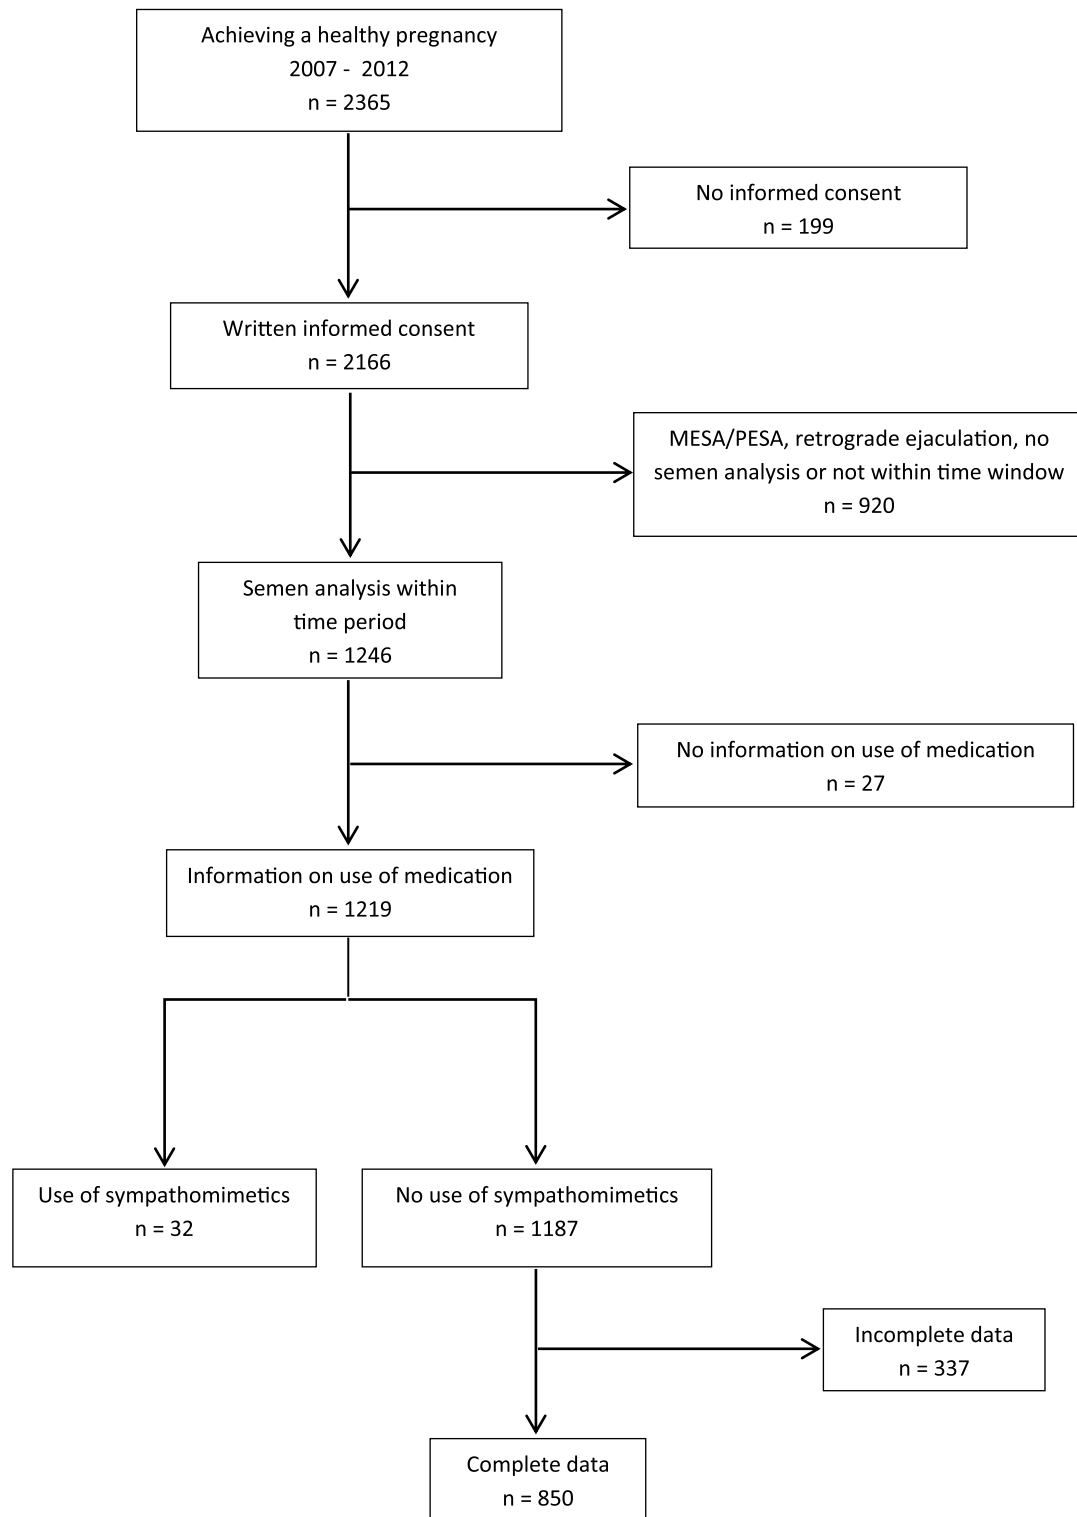 Achieving a healthy pregnancy
2007 -  2012
n = 2365
No informed consent
n = 199
Written informed consent
n = 2166
MESA/PESA, retrograde ejaculation, no
semen analysis or not within time window
n = 920
Semen analysis within
time period
n = 1246
No information on use of medication
n = 27
Information on use of medication
n = 1219
Use of sympathomimetics
n = 32
No use of sympathomimetics
n = 1187
Incomplete data
n = 337
Complete data
n = 850